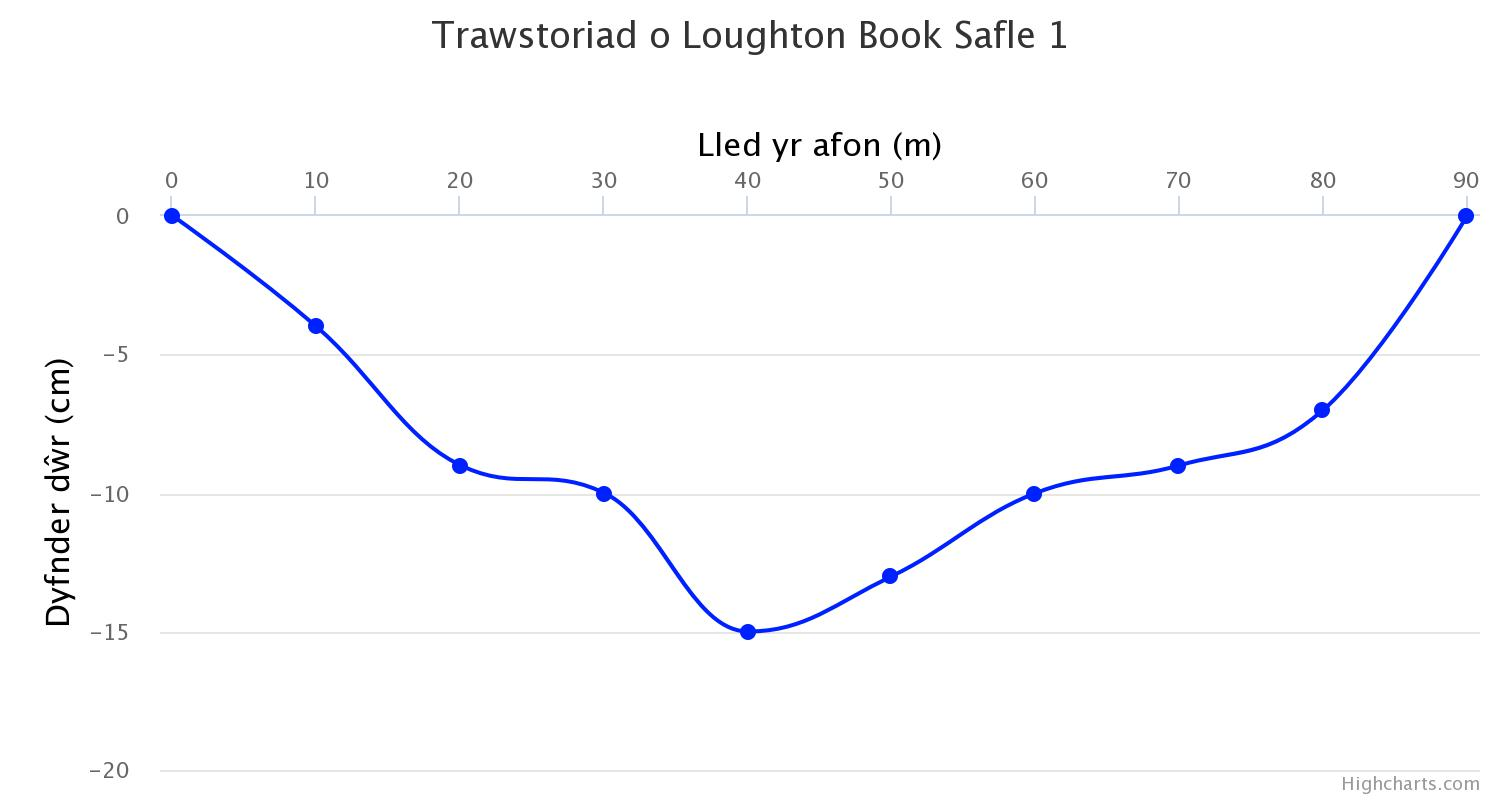 Trawstoriad o Loughton Book Safle 1
Lled yr afon (m)
0 10 20 30 40 50 60 70 80 90
Dyfnder dŵr (cm)
0
−5
−10
−15
−20
Highcharts.com